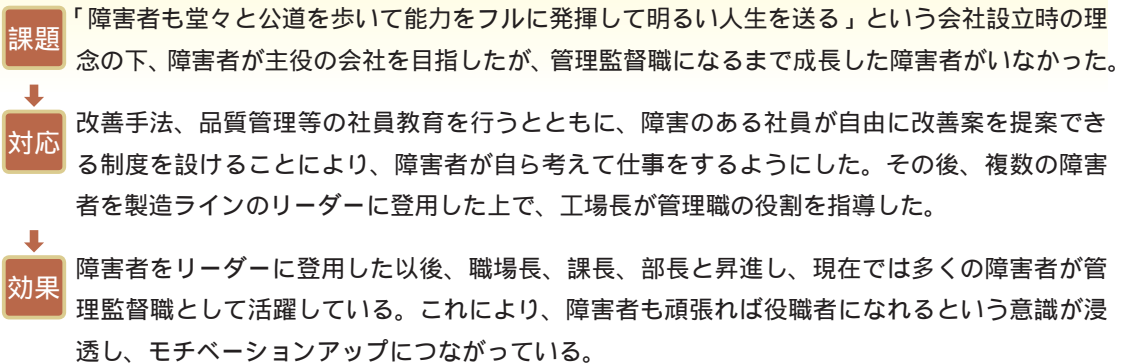 課題
「障害者も堂々と公道を歩いて能力をフルに発揮して明るい人生を送る」という会社設立時の理
念の下、障害者が主役の会社を目指したが、管理監督職になるまで成長した障害者がいなかった。
対応
改善手法、品質管理等の社員教育を行うとともに、障害のある社員が自由に改善案を提案でき
る制度を設けることにより、障害者が自ら考えて仕事をするようにした。その後、複数の障害
者を製造ラインのリーダーに登用した上で、工場長が管理職の役割を指導した。
効果
障害者をリーダーに登用した以後、職場長、課長、部長と昇進し、現在では多くの障害者が管
理監督職として活躍している。これにより、障害者も頑張れば役職者になれるという意識が浸
透し、モチベーションアップにつながっている。